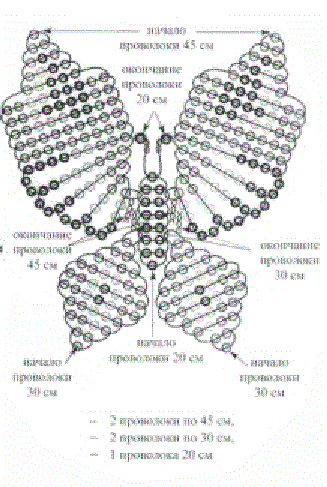 начало
проволоки 45 см
окончание
проволоки
20 см
окончание
проволоки
45 см
окончание
проволоки
30 см
начало
проволоки 20 см
начало
проволоки
30 см
начало
проволоки
30 см
– 2 проволоки по 45 см,
– 2 проволоки по 30 см,
– 1 проволока 20 см